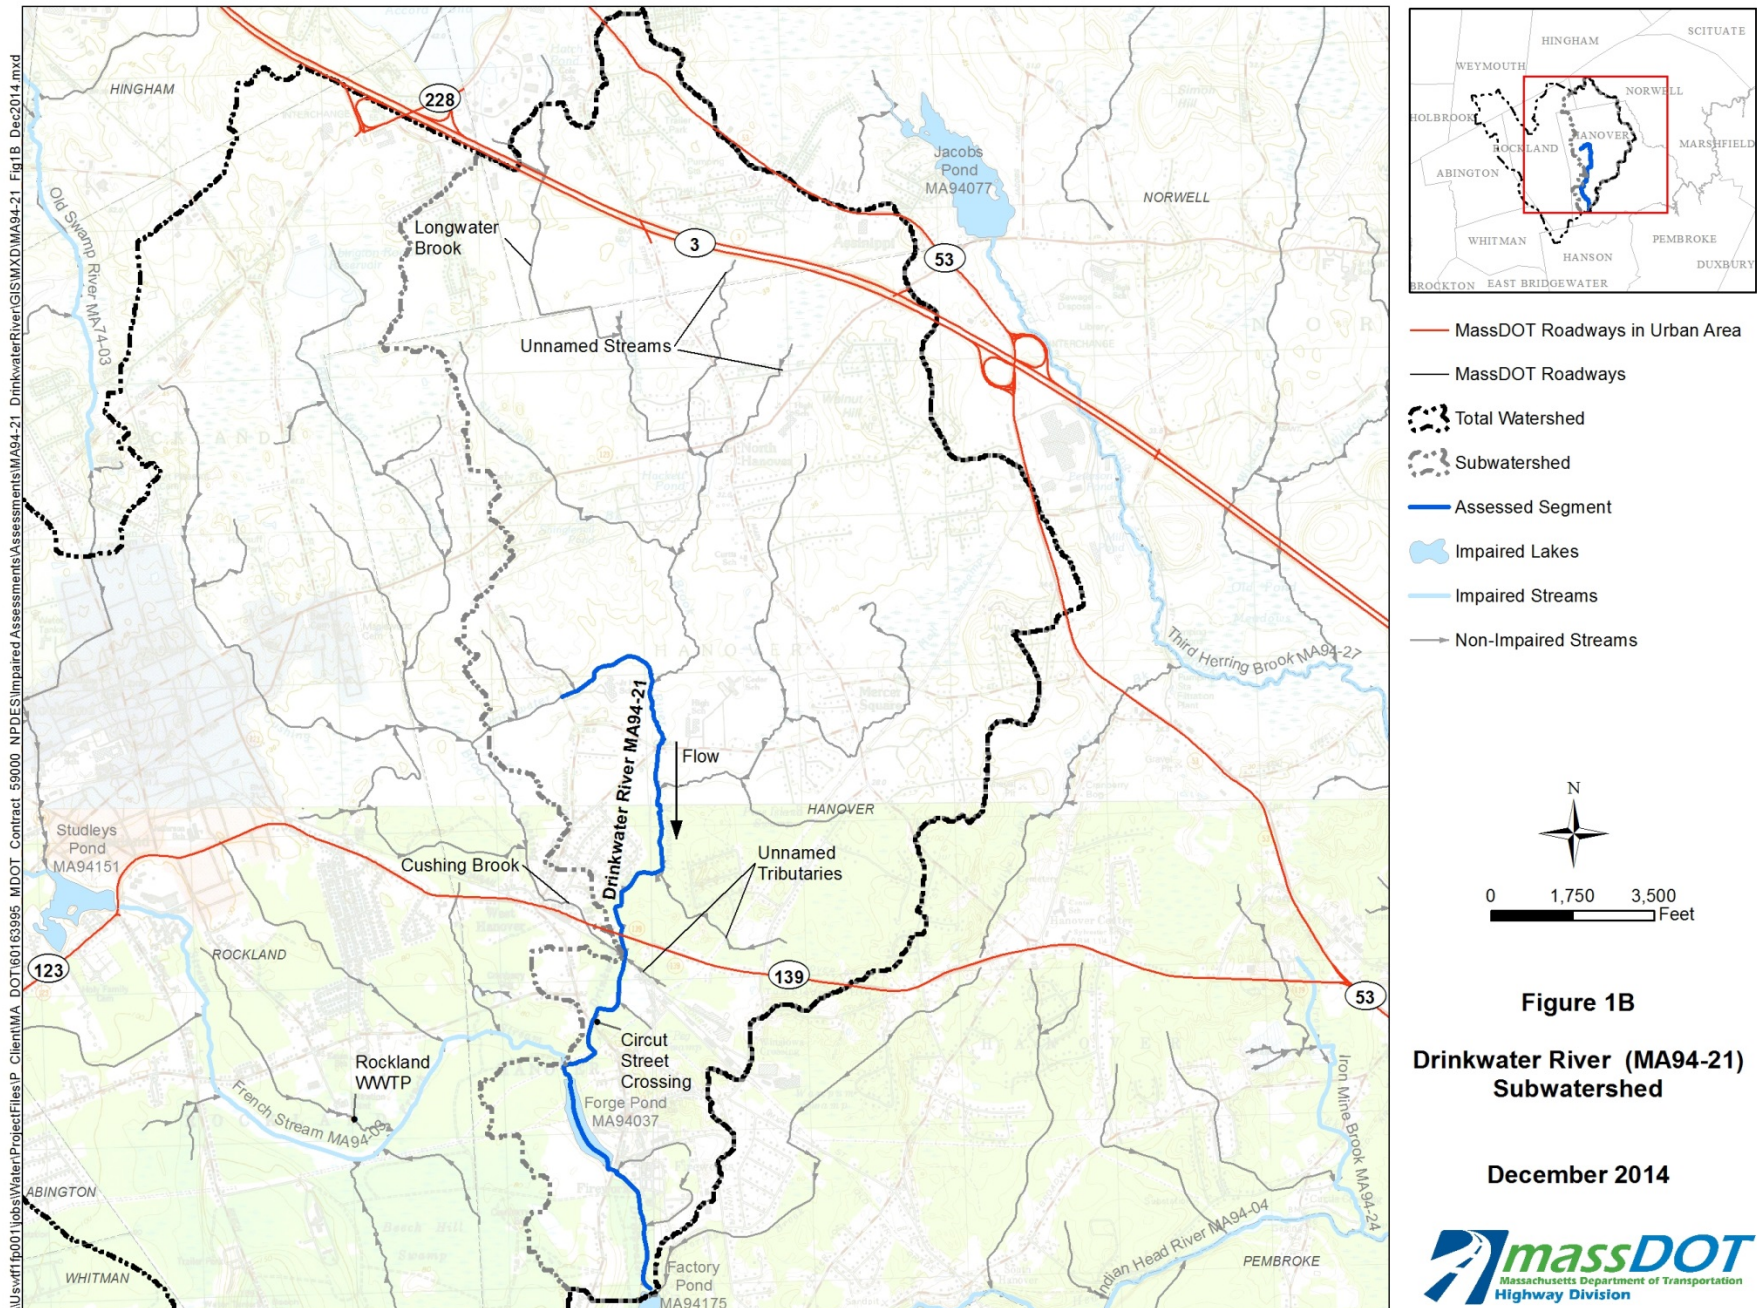 HINGHAM
228
Old Swamp River MA74-03
Longwater
Brook
3
53
Jacobs
Pond
MA94077
NORWELL
Unnamed Streams
Third Herring Brook MA94-27
HANOVER
Drinkwater River MA94-21
Flow
HANOVER
Studleys
Pond
MA94151
Cushing Brook
Unnamed
Tributaries
ROCKLAND
123
139
53
Rockland
WWTP
Circut
Street
Crossing
Forge Pond
MA94037
French Stream MA94-03
Iron Mine Brook MA94-24
ABINGTON
WHITMAN
Factory
Pond
MA94175
Indian Head River MA94-04
PEMBROKE
HINGHAM
SCITUATE
WEYMOUTH
NORWELL
HOLBROOK
HANOVER
ROCKLAND
MARSHFIELD
ABINGTON
WHITMAN
PEMBROKE
HANSON
DUXBURY
BROCKTON
EAST BRIDGEWATER
MassDOT Roadways in Urban Area
MassDOT Roadways
Total Watershed
Subwatershed
Assessed Segment
Impaired Lakes
Impaired Streams
Non-Impaired Streams
N
0 1,750 3,500
Feet
Figure 1B
Drinkwater River (MA94-21)
Subwatershed
December 2014
massDOT
Massachusetts Department of Transportation
Highway Division